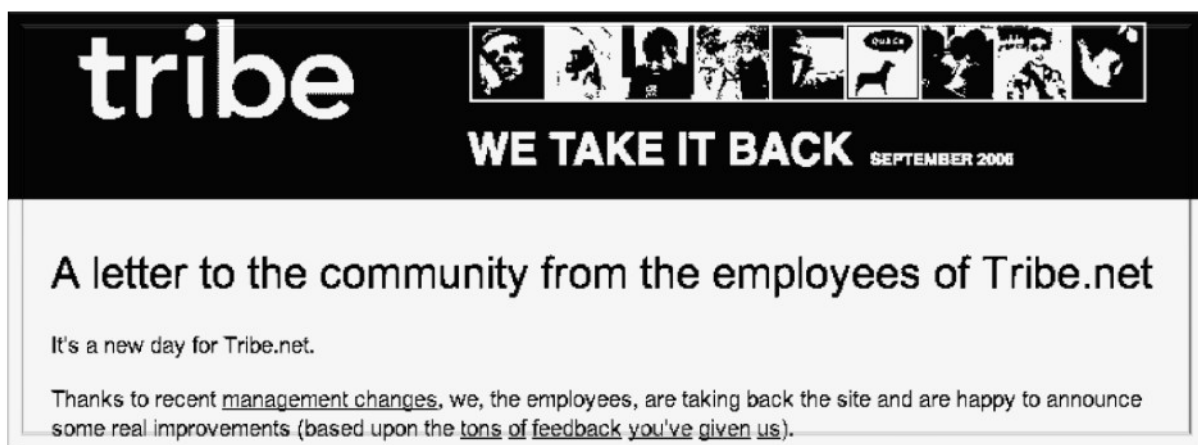 tribe
QUACK
WE TAKE IT BACK SEPTEMBER 2006
A letter to the community from the employees of Tribe.net
It's a new day for Tribe.net.
Thanks to recent management changes, we, the employees, are taking back the site and are happy to announce
some real improvements (based upon the tons of feedback you've given us).